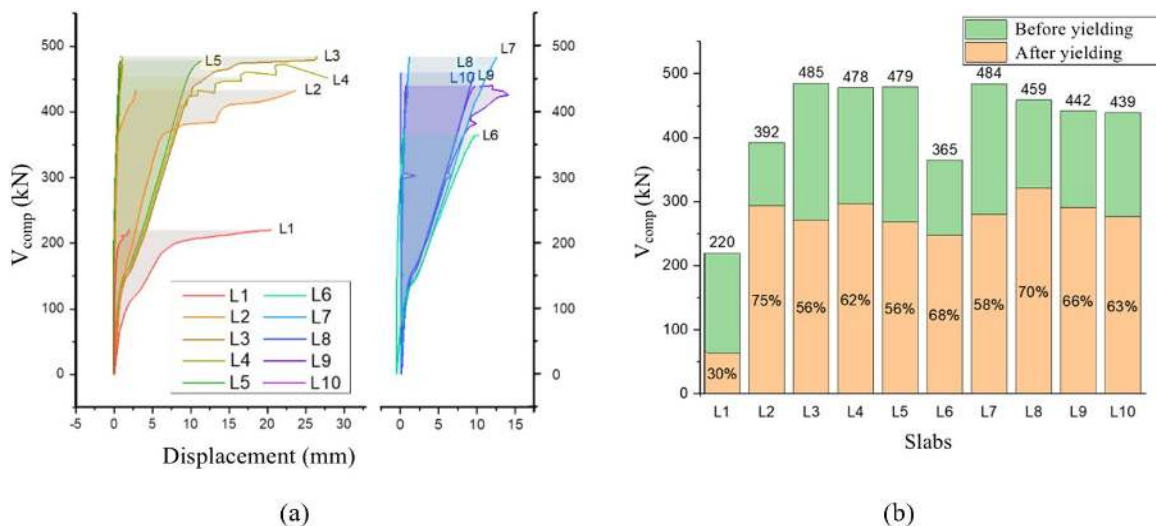 500
400
300
200
100
0
V_comp (kN)
L5
L3
L4
L2
L1
L1 L6
L2 L7
L3 L8
L4 L9
L5 L10
0 5 10 15 20 25 30
L7
L8
L10 L9
L6
500
400
300
200
100
0
0 5 10 15
Displacement (mm)
(a)
Before yielding
After yielding
500
400
300
200
100
0
V_comp (kN)
220 392 485 478 479 365 484 459 442 439
30% 75% 56% 62% 56% 68% 58% 70% 66% 63%
L1 L2 L3 L4 L5 L6 L7 L8 L9 L10
Slabs
(b)